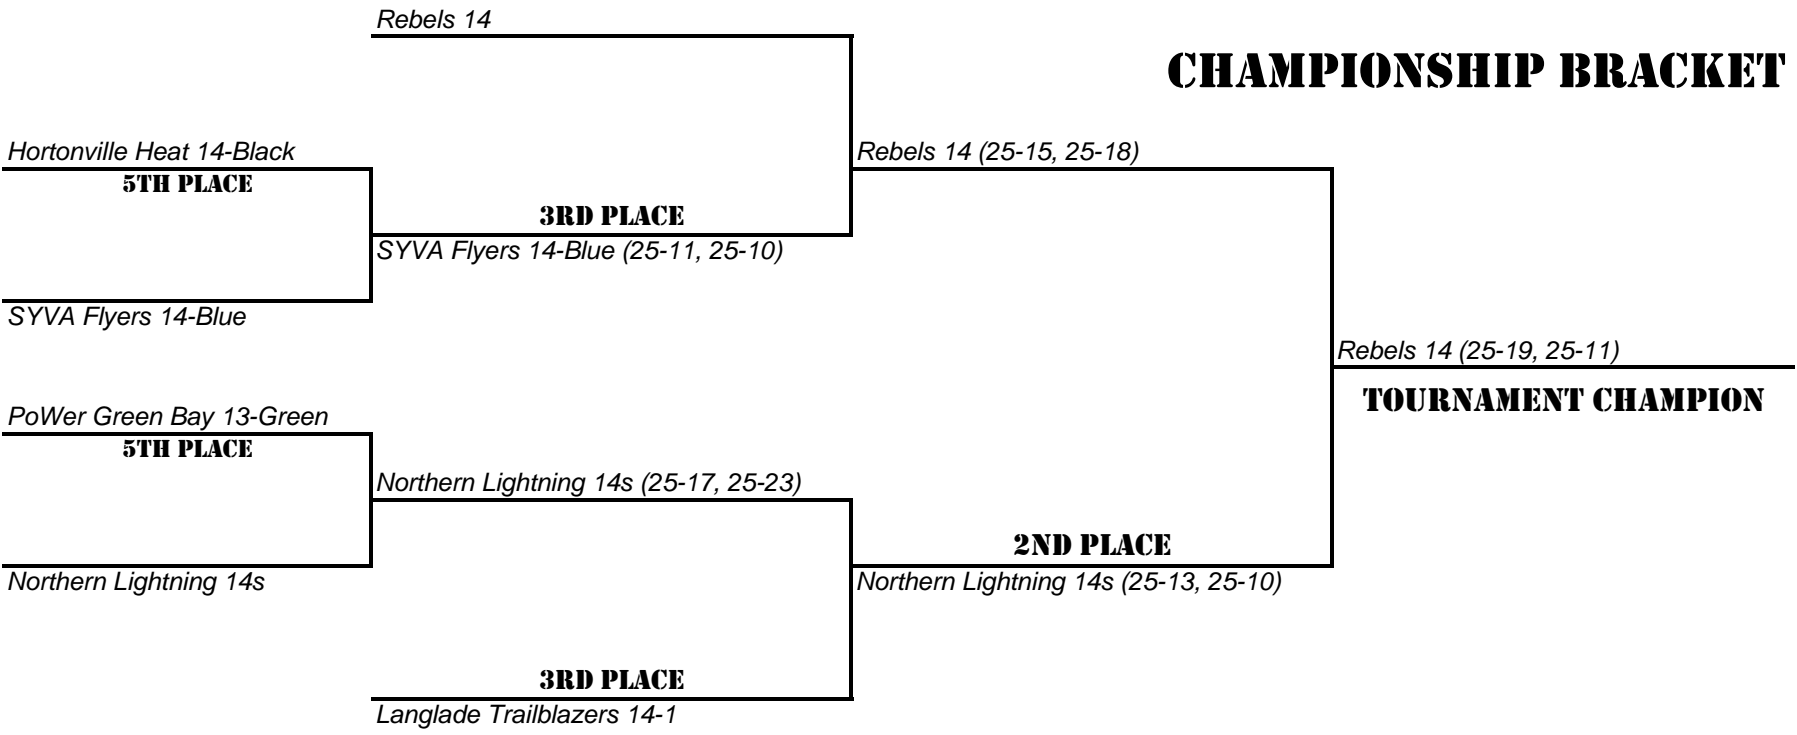 Rebels 14
CHAMPIONSHIP BRACKET
Hortonville Heat 14-Black
Rebels 14 (25-15, 25-18)
5TH PLACE
3RD PLACE
SYVA Flyers 14-Blue (25-11, 25-10)
SYVA Flyers 14-Blue
Rebels 14 (25-19, 25-11)
TOURNAMENT CHAMPION
PoWer Green Bay 13-Green
5TH PLACE
Northern Lightning 14s (25-17, 25-23)
2ND PLACE
Northern Lightning 14s
Northern Lightning 14s (25-13, 25-10)
3RD PLACE
Langlade Trailblazers 14-1